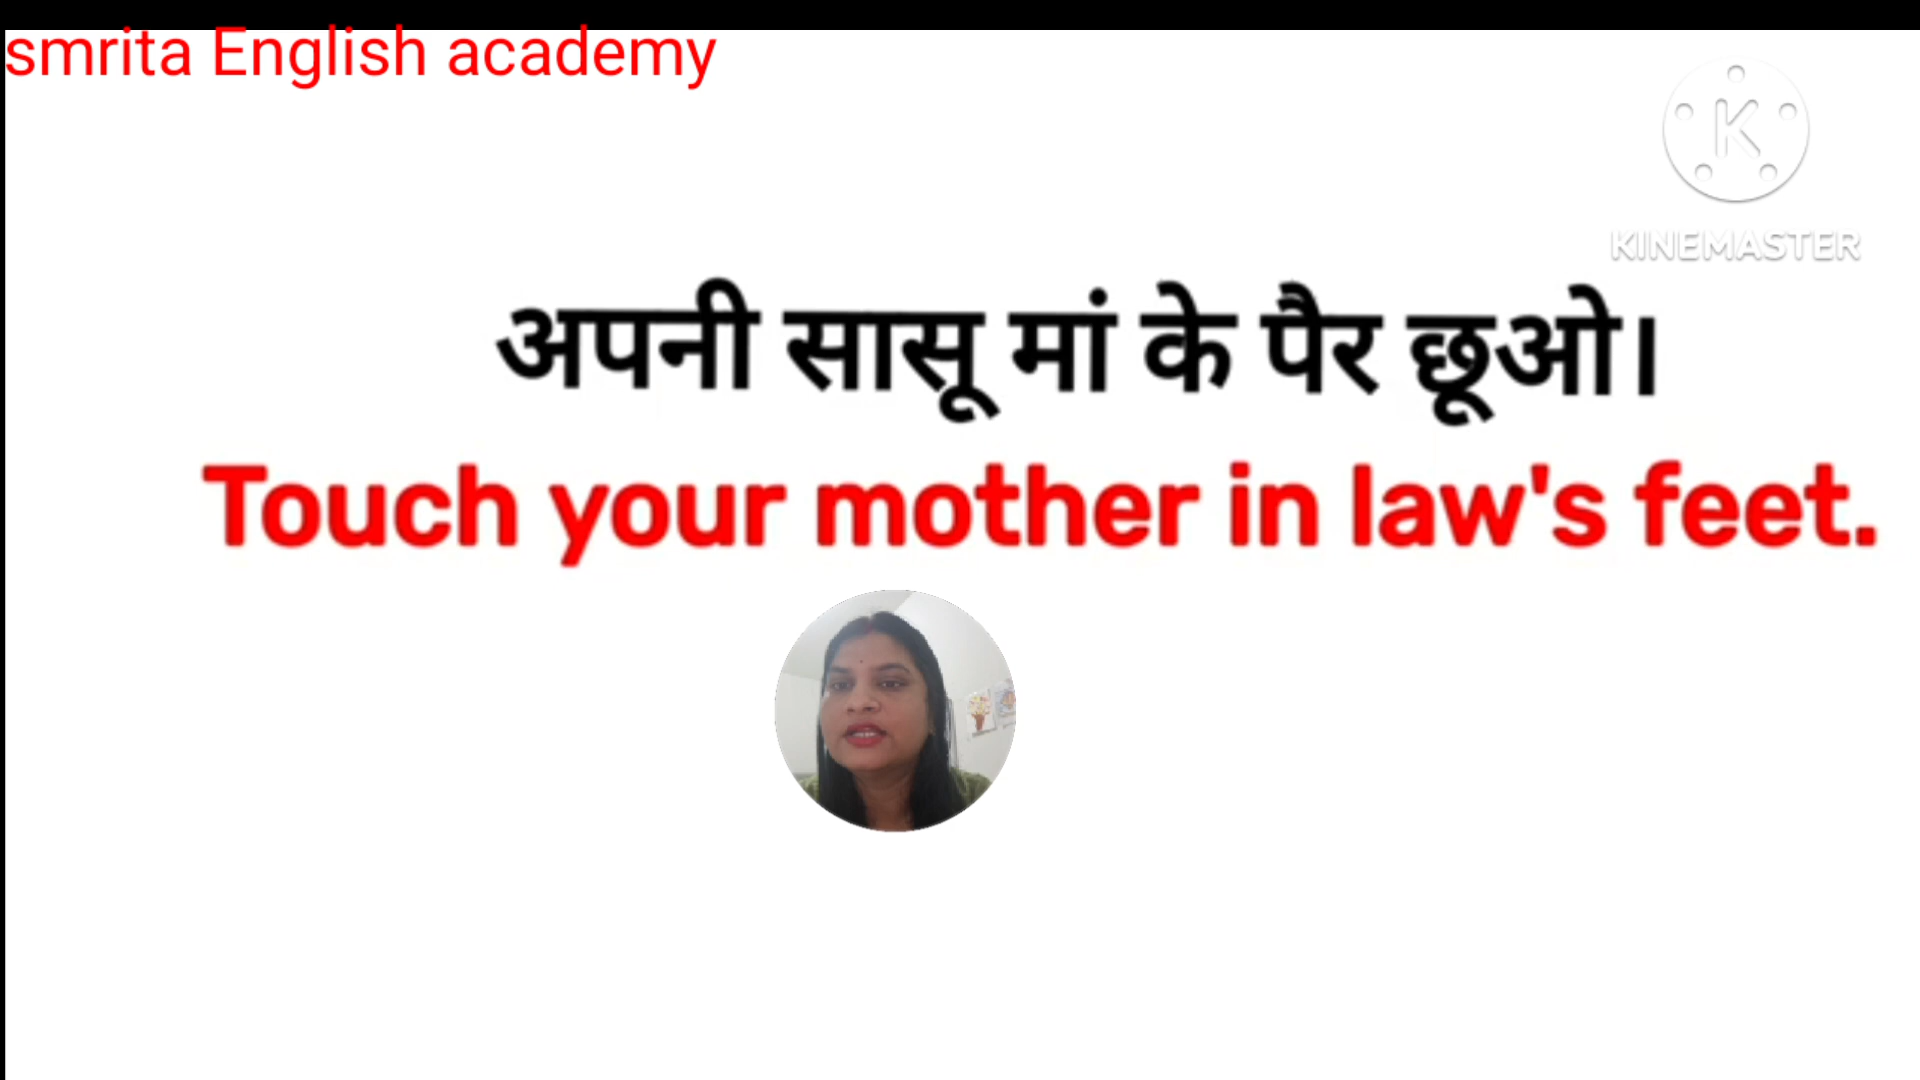 smrita English academy
K
KINEMASTER
अपनी सासू मां के पैर छूओ।
Touch your mother in law's feet.